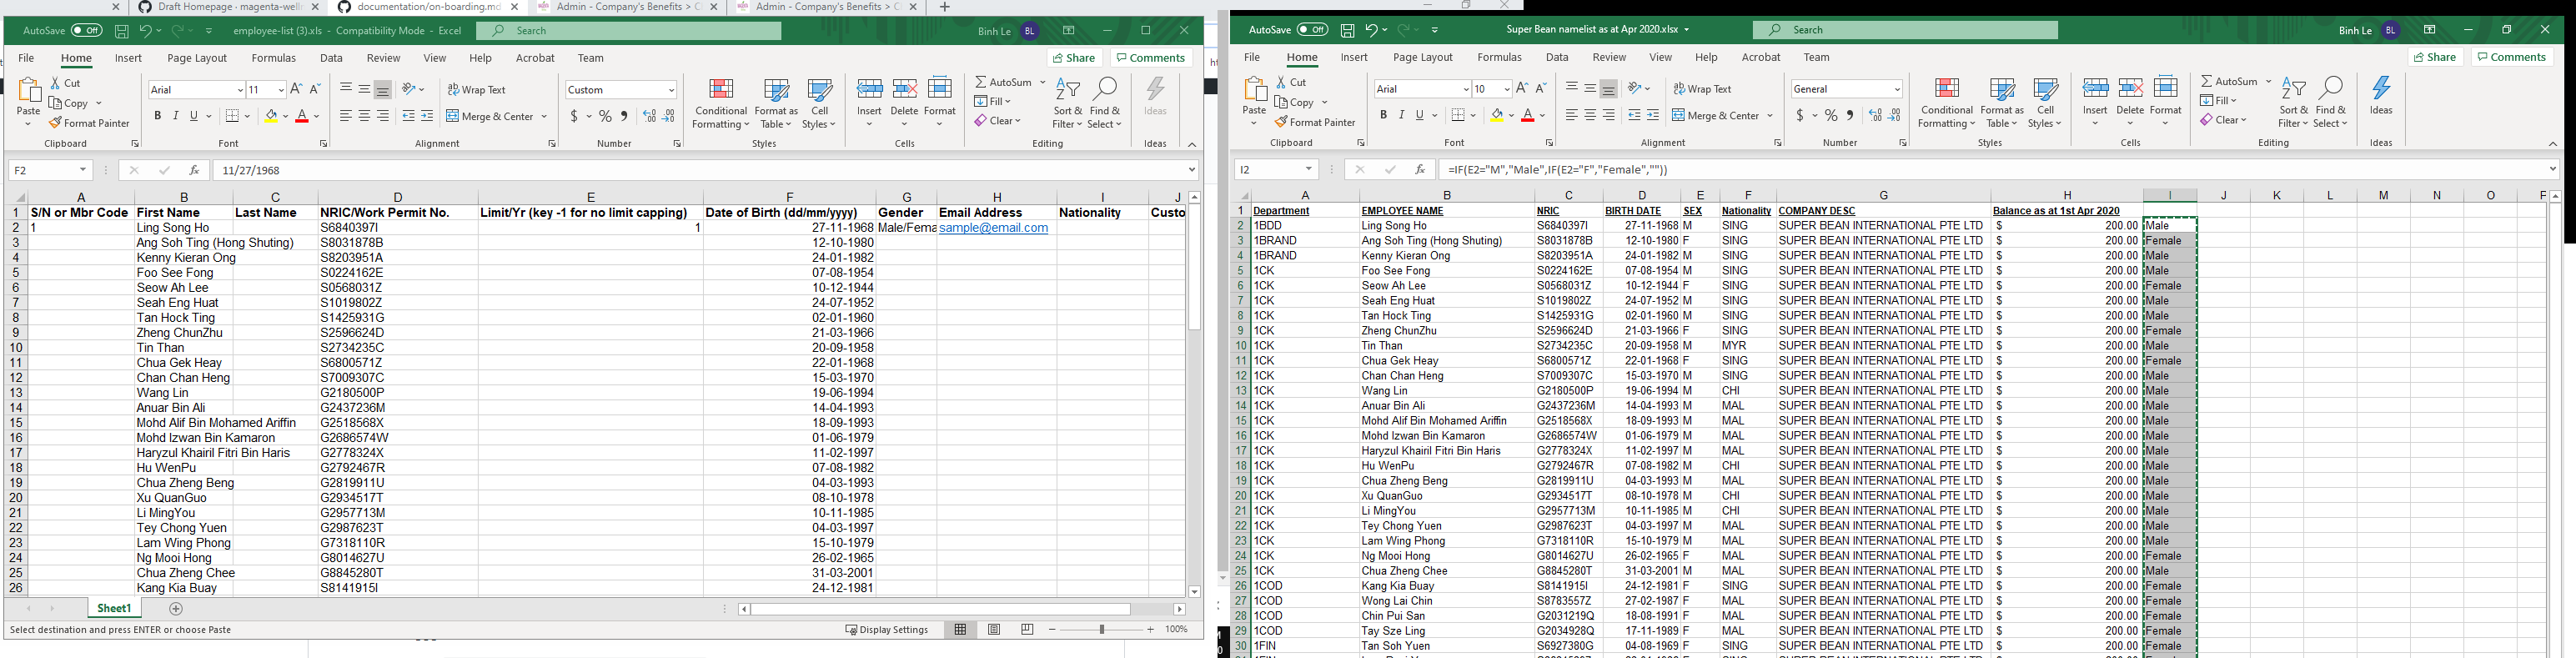 Draft Homepage · magenta-well
documentation/on-boarding.md
Admin - Company's Benefits > C
Admin - Company's Benefits > C
AutoSave Off employee-list (3).xls - Compatibility Mode - Excel Search Binh Le BL
File Home Insert Page Layout Formulas Data Review View Help Acrobat Team Share Comments
Cut Arial 11 Wrap Text Custom AutoSum
Copy Fill
Paste Format Painter Merge & Center Conditional Formatting Format as Table Cell Styles Insert Delete Format Clear Sort & Filter Find & Select Ideas
Clipboard Font Alignment Number Styles Cells Editing Ideas
F2 fx 11/27/1968
A B C D E F G H I J
1 S/N or Mbr Code First Name Last Name NRIC/Work Permit No. Limit/Yr (key -1 for no limit capping) Date of Birth (dd/mm/yyyy) Gender Email Address Nationality Custo
2 1 Ling Song Ho S6840397I 1 27-11-1968 Male/Fema sample@email.com
3 Ang Soh Ting (Hong Shuting) S8031878B 12-10-1980
4 Kenny Kieran Ong S8203951A 24-01-1982
5 Foo See Fong S0224162E 07-08-1954
6 Seow Ah Lee S0568031Z 10-12-1944
7 Seah Eng Huat S1019802Z 24-07-1952
8 Tan Hock Ting S1425931G 02-01-1960
9 Zheng ChunZhu S2596624D 21-03-1966
10 Tin Than S2734235C 20-09-1958
11 Chua Gek Heay S6800571Z 22-01-1968
12 Chan Chan Heng S7009307C 15-03-1970
13 Wang Lin G2180500P 19-06-1994
14 Anuar Bin Ali G2437236M 14-04-1993
15 Mohd Alif Bin Mohamed Ariffin G2518568X 18-09-1993
16 Mohd Izwan Bin Kamaron G2686574W 01-06-1979
17 Haryzul Khairil Fitri Bin Haris G2778324X 11-02-1997
18 Hu WenPu G2792467R 07-08-1982
19 Chua Zheng Beng G2819911U 04-03-1993
20 Xu QuanGuo G2934517T 08-10-1978
21 Li MingYou G2957713M 10-11-1985
22 Tey Chong Yuen G2987623T 04-03-1997
23 Lam Wing Phong G7318110R 15-10-1979
24 Ng Mooi Hong G8014627U 26-02-1965
25 Chua Zheng Chee G8845280T 31-03-2001
26 Kang Kia Buay S8141915I 24-12-1981
Sheet1
Select destination and press ENTER or choose Paste Display Settings 100%
AutoSave Off Super Bean namelist as at Apr 2020.xlsx Search Binh Le BL
File Home Insert Page Layout Formulas Data Review View Help Acrobat Team Share Comments
Cut Arial 10 Wrap Text General AutoSum
Copy Fill
Paste Format Painter Merge & Center Conditional Formatting Format as Table Cell Styles Insert Delete Format Clear Sort & Filter Find & Select Ideas
Clipboard Font Alignment Number Styles Cells Editing Ideas
I2 fx =IF(E2="M","Male",IF(E2="F","Female",""))
A B C D E F G H I J K L M N O F
1 Department EMPLOYEE NAME NRIC BIRTH DATE SEX Nationality COMPANY DESC Balance as at 1st Apr 2020
2 1BDD Ling Song Ho S6840397I 27-11-1968 M SING SUPER BEAN INTERNATIONAL PTE LTD $ 200.00 Male
3 1BRAND Ang Soh Ting (Hong Shuting) S8031878B 12-10-1980 F SING SUPER BEAN INTERNATIONAL PTE LTD $ 200.00 Female
4 1BRAND Kenny Kieran Ong S8203951A 24-01-1982 M SING SUPER BEAN INTERNATIONAL PTE LTD $ 200.00 Male
5 1CK Foo See Fong S0224162E 07-08-1954 M SING SUPER BEAN INTERNATIONAL PTE LTD $ 200.00 Male
6 1CK Seow Ah Lee S0568031Z 10-12-1944 F SING SUPER BEAN INTERNATIONAL PTE LTD $ 200.00 Female
7 1CK Seah Eng Huat S1019802Z 24-07-1952 M SING SUPER BEAN INTERNATIONAL PTE LTD $ 200.00 Male
8 1CK Tan Hock Ting S1425931G 02-01-1960 M SING SUPER BEAN INTERNATIONAL PTE LTD $ 200.00 Male
9 1CK Zheng ChunZhu S2596624D 21-03-1966 F SING SUPER BEAN INTERNATIONAL PTE LTD $ 200.00 Female
10 1CK Tin Than S2734235C 20-09-1958 M MYR SUPER BEAN INTERNATIONAL PTE LTD $ 200.00 Male
11 1CK Chua Gek Heay S6800571Z 22-01-1968 F SING SUPER BEAN INTERNATIONAL PTE LTD $ 200.00 Female
12 1CK Chan Chan Heng S7009307C 15-03-1970 M SING SUPER BEAN INTERNATIONAL PTE LTD $ 200.00 Male
13 1CK Wang Lin G2180500P 19-06-1994 M CHI SUPER BEAN INTERNATIONAL PTE LTD $ 200.00 Male
14 1CK Anuar Bin Ali G2437236M 14-04-1993 M MAL SUPER BEAN INTERNATIONAL PTE LTD $ 200.00 Male
15 1CK Mohd Alif Bin Mohamed Ariffin G2518568X 18-09-1993 M MAL SUPER BEAN INTERNATIONAL PTE LTD $ 200.00 Male
16 1CK Mohd Izwan Bin Kamaron G2686574W 01-06-1979 M MAL SUPER BEAN INTERNATIONAL PTE LTD $ 200.00 Male
17 1CK Haryzul Khairil Fitri Bin Haris G2778324X 11-02-1997 M MAL SUPER BEAN INTERNATIONAL PTE LTD $ 200.00 Male
18 1CK Hu WenPu G2792467R 07-08-1982 M CHI SUPER BEAN INTERNATIONAL PTE LTD $ 200.00 Male
19 1CK Chua Zheng Beng G2819911U 04-03-1993 M MAL SUPER BEAN INTERNATIONAL PTE LTD $ 200.00 Male
20 1CK Xu QuanGuo G2934517T 08-10-1978 M CHI SUPER BEAN INTERNATIONAL PTE LTD $ 200.00 Male
21 1CK Li MingYou G2957713M 10-11-1985 M CHI SUPER BEAN INTERNATIONAL PTE LTD $ 200.00 Male
22 1CK Tey Chong Yuen G2987623T 04-03-1997 M MAL SUPER BEAN INTERNATIONAL PTE LTD $ 200.00 Male
23 1CK Lam Wing Phong G7318110R 15-10-1979 M MAL SUPER BEAN INTERNATIONAL PTE LTD $ 200.00 Male
24 1CK Ng Mooi Hong G8014627U 26-02-1965 F MAL SUPER BEAN INTERNATIONAL PTE LTD $ 200.00 Female
25 1CK Chua Zheng Chee G8845280T 31-03-2001 M MAL SUPER BEAN INTERNATIONAL PTE LTD $ 200.00 Male
26 1COD Kang Kia Buay S8141915I 24-12-1981 F SING SUPER BEAN INTERNATIONAL PTE LTD $ 200.00 Female
27 1COD Wong Lai Chin S8783557Z 27-02-1987 F MAL SUPER BEAN INTERNATIONAL PTE LTD $ 200.00 Female
28 1COD Chin Pui San G2031219Q 18-08-1991 F MAL SUPER BEAN INTERNATIONAL PTE LTD $ 200.00 Female
29 1COD Tay Sze Ling G2034928Q 17-11-1989 F MAL SUPER BEAN INTERNATIONAL PTE LTD $ 200.00 Female
30 1FIN Tan Soh Yuen S6927380G 04-08-1969 F SING SUPER BEAN INTERNATIONAL PTE LTD $ 200.00 Female